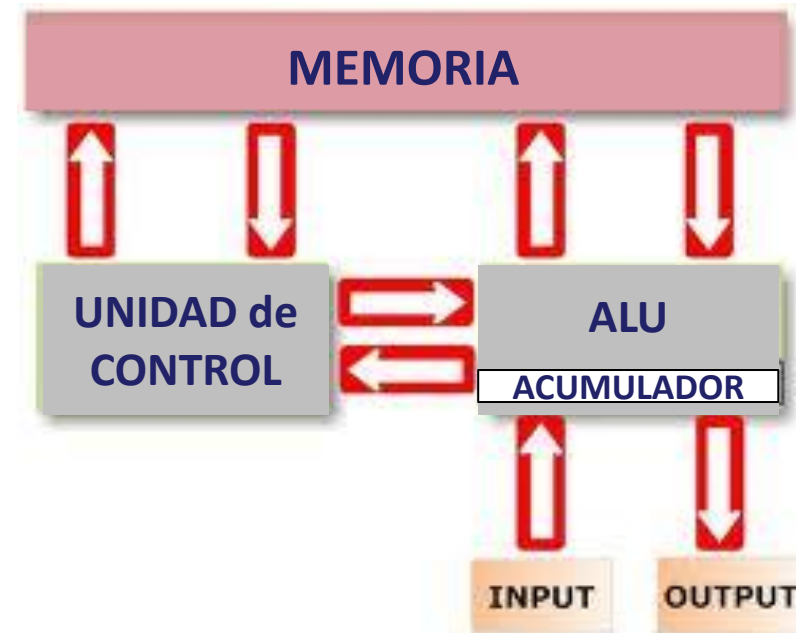 MEMORIA
UNIDAD de
CONTROL
ALU
ACUMULADOR
INPUT
OUTPUT